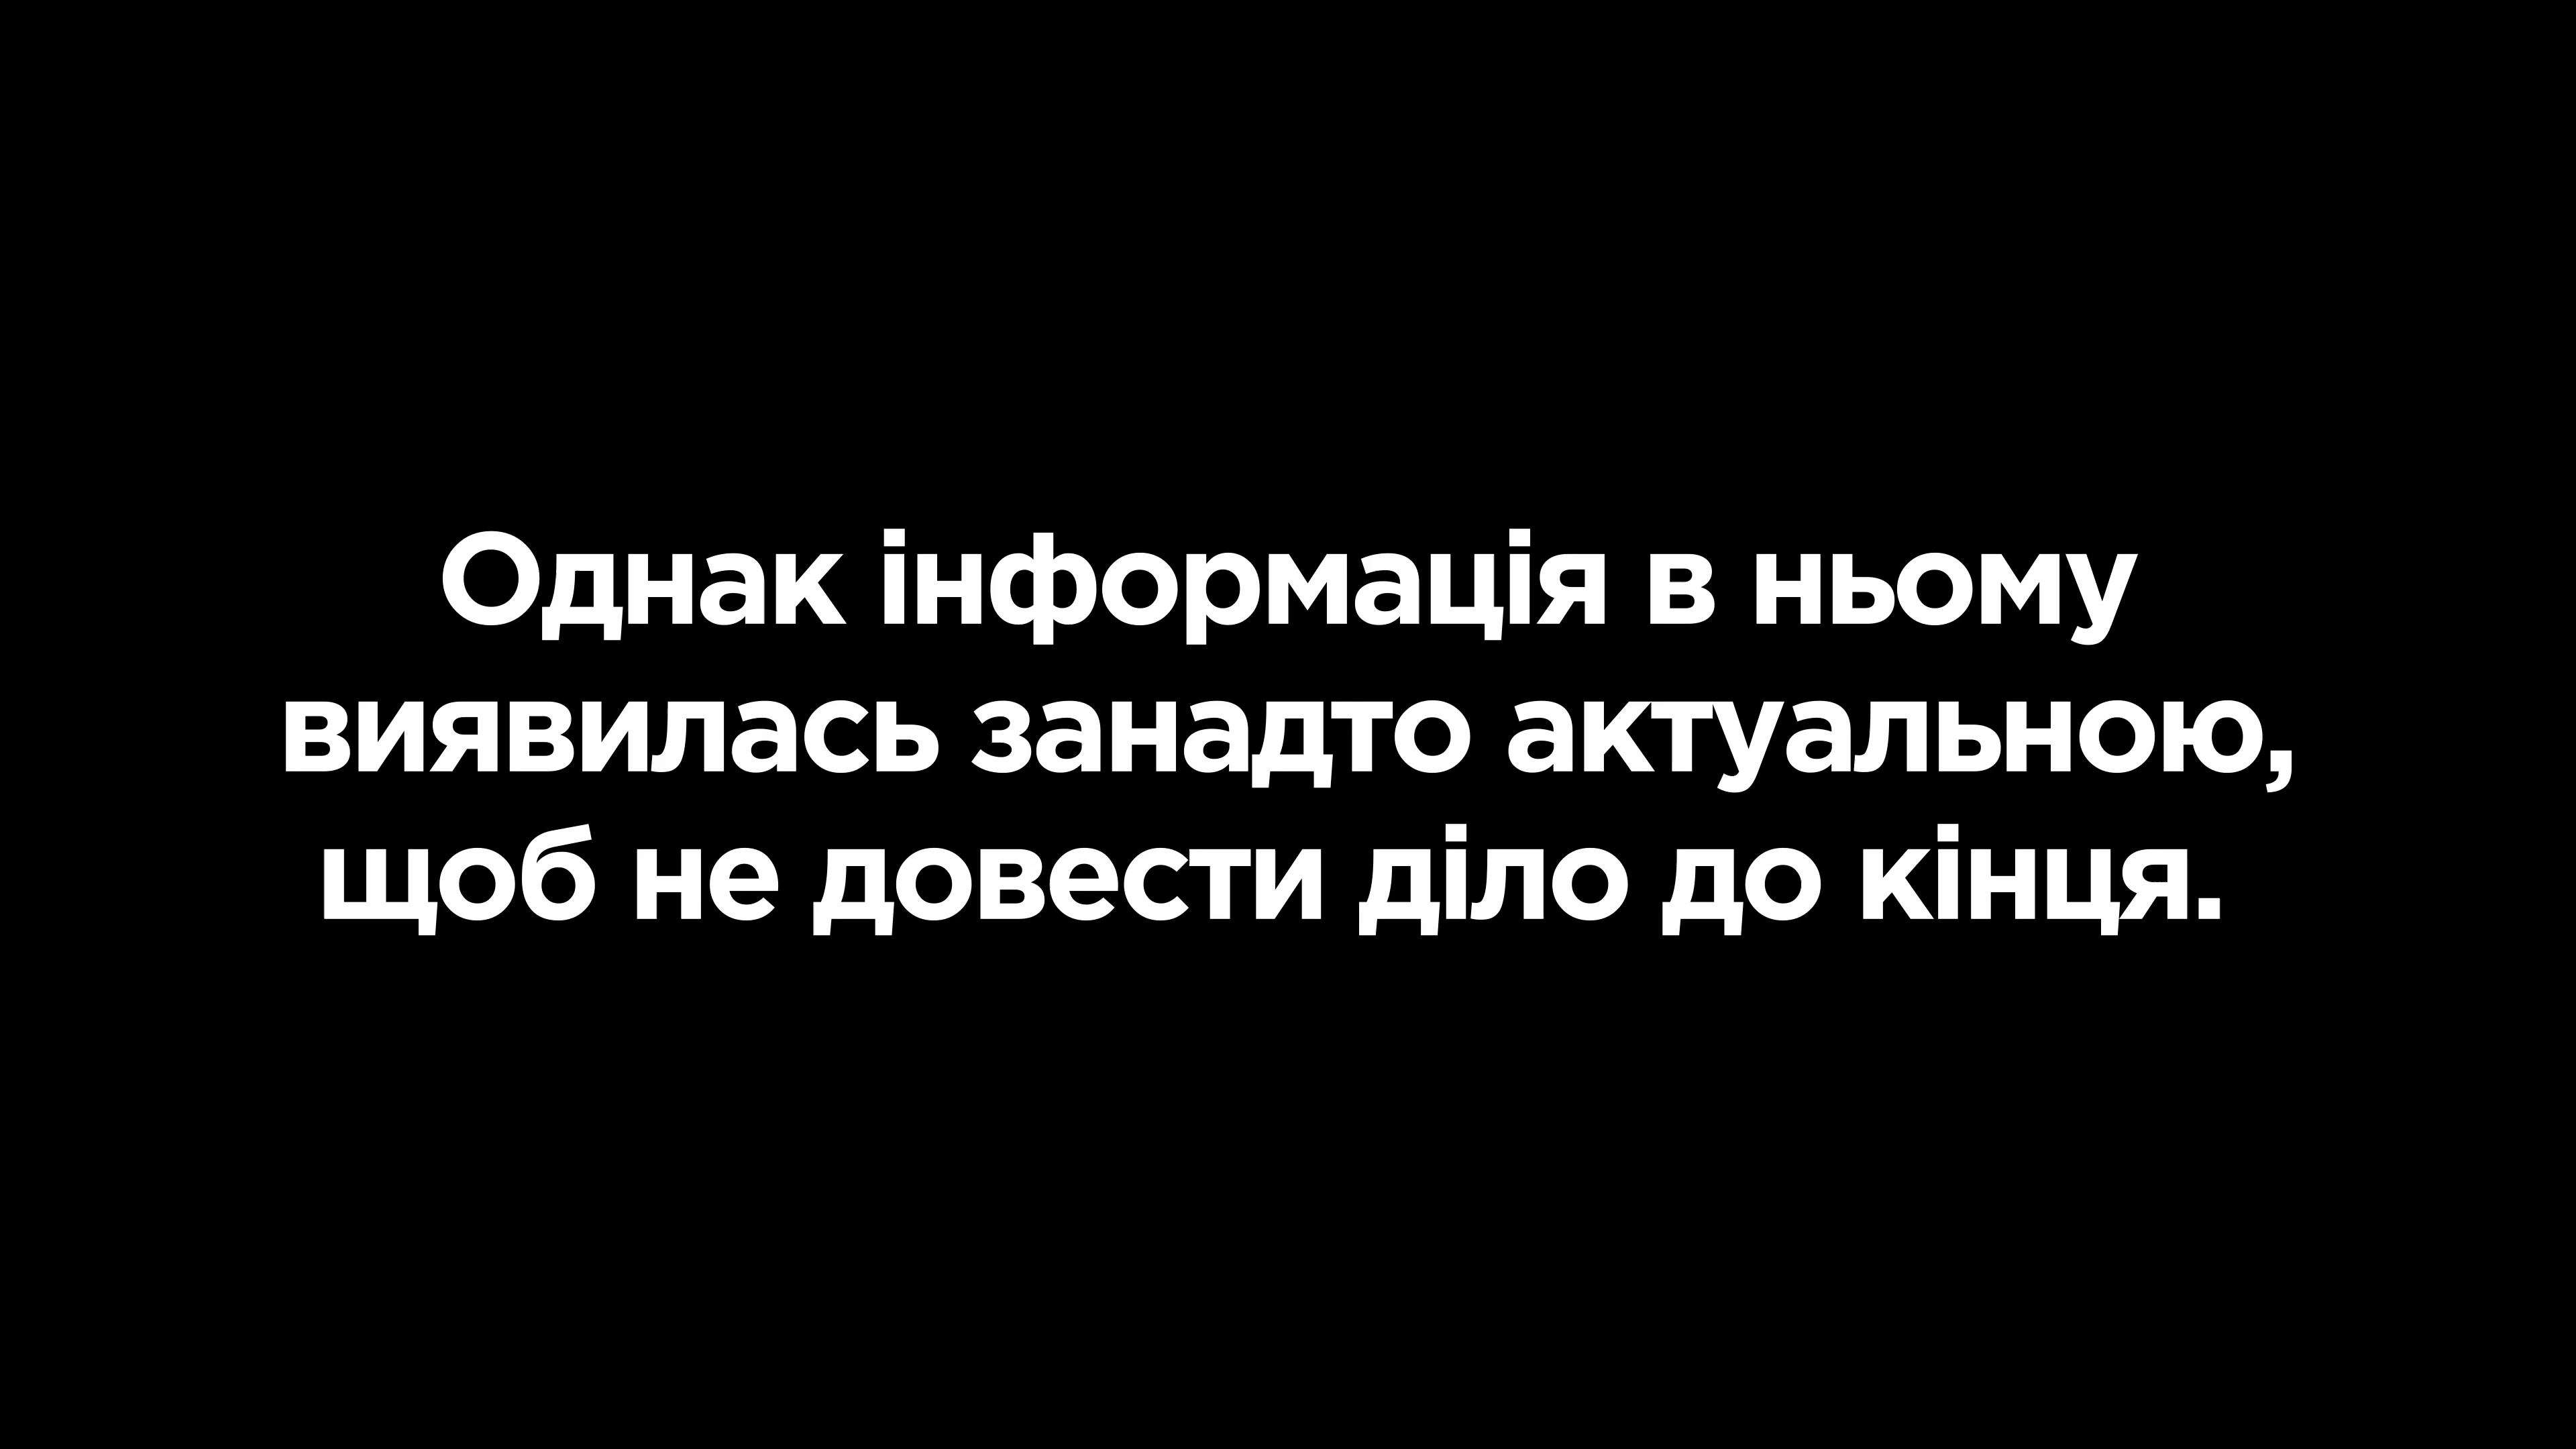 Однак інформація в ньому
виявилась занадто актуальною,
щоб не довести діло до кінця.